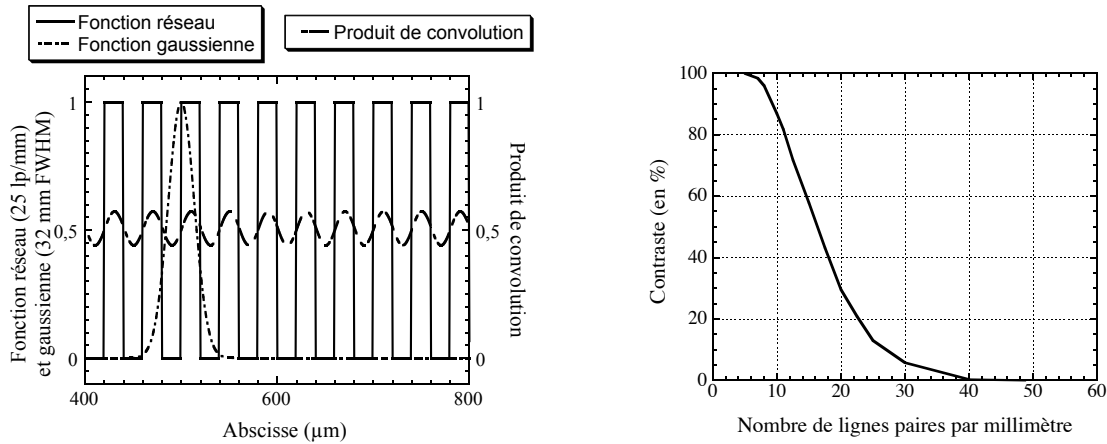 Fonction réseau
Fonction gaussienne
Produit de convolution
Fonction réseau (25 lp/mm)
et gaussienne (32 mm FWHM)
1
0,5
0
1
0,5
0
Produit de convolution
400
600
800
Abscisse (µm)
Contraste (en %)
100
80
60
40
20
0
0
10
20
30
40
50
60
Nombre de lignes paires par millimètre